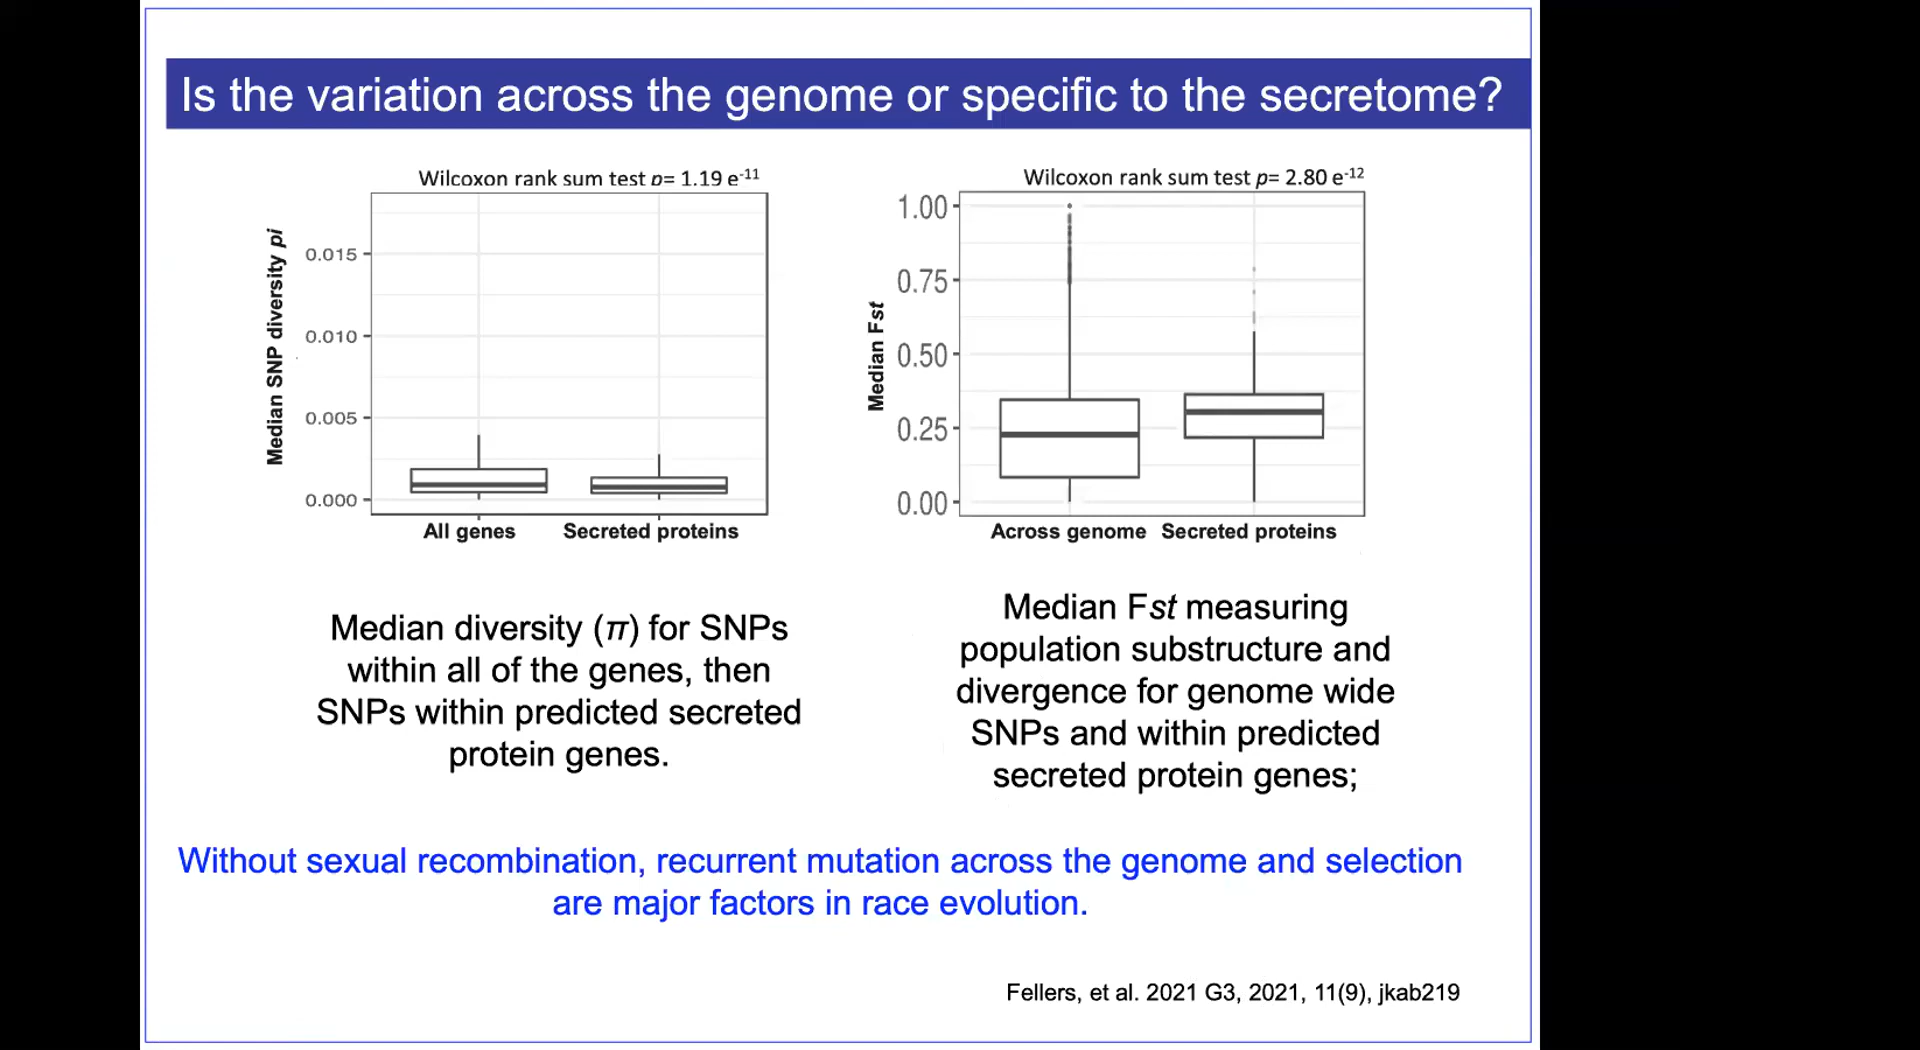 Is the variation across the genome or specific to the secretome?
Wilcoxon rank sum test p= 1.19 e-11
Median SNP diversity pi
0.015
0.010
0.005
0.000
All genes
Secreted proteins
Wilcoxon rank sum test p= 2.80 e-12
Median Fst
1.00
0.75
0.50
0.25
0.00
Across genome
Secreted proteins
Median diversity (π) for SNPs
within all of the genes, then
SNPs within predicted secreted
protein genes.
Median Fst measuring
population substructure and
divergence for genome wide
SNPs and within predicted
secreted protein genes;
Without sexual recombination, recurrent mutation across the genome and selection
are major factors in race evolution.
Fellers, et al. 2021 G3, 2021, 11(9), jkab219